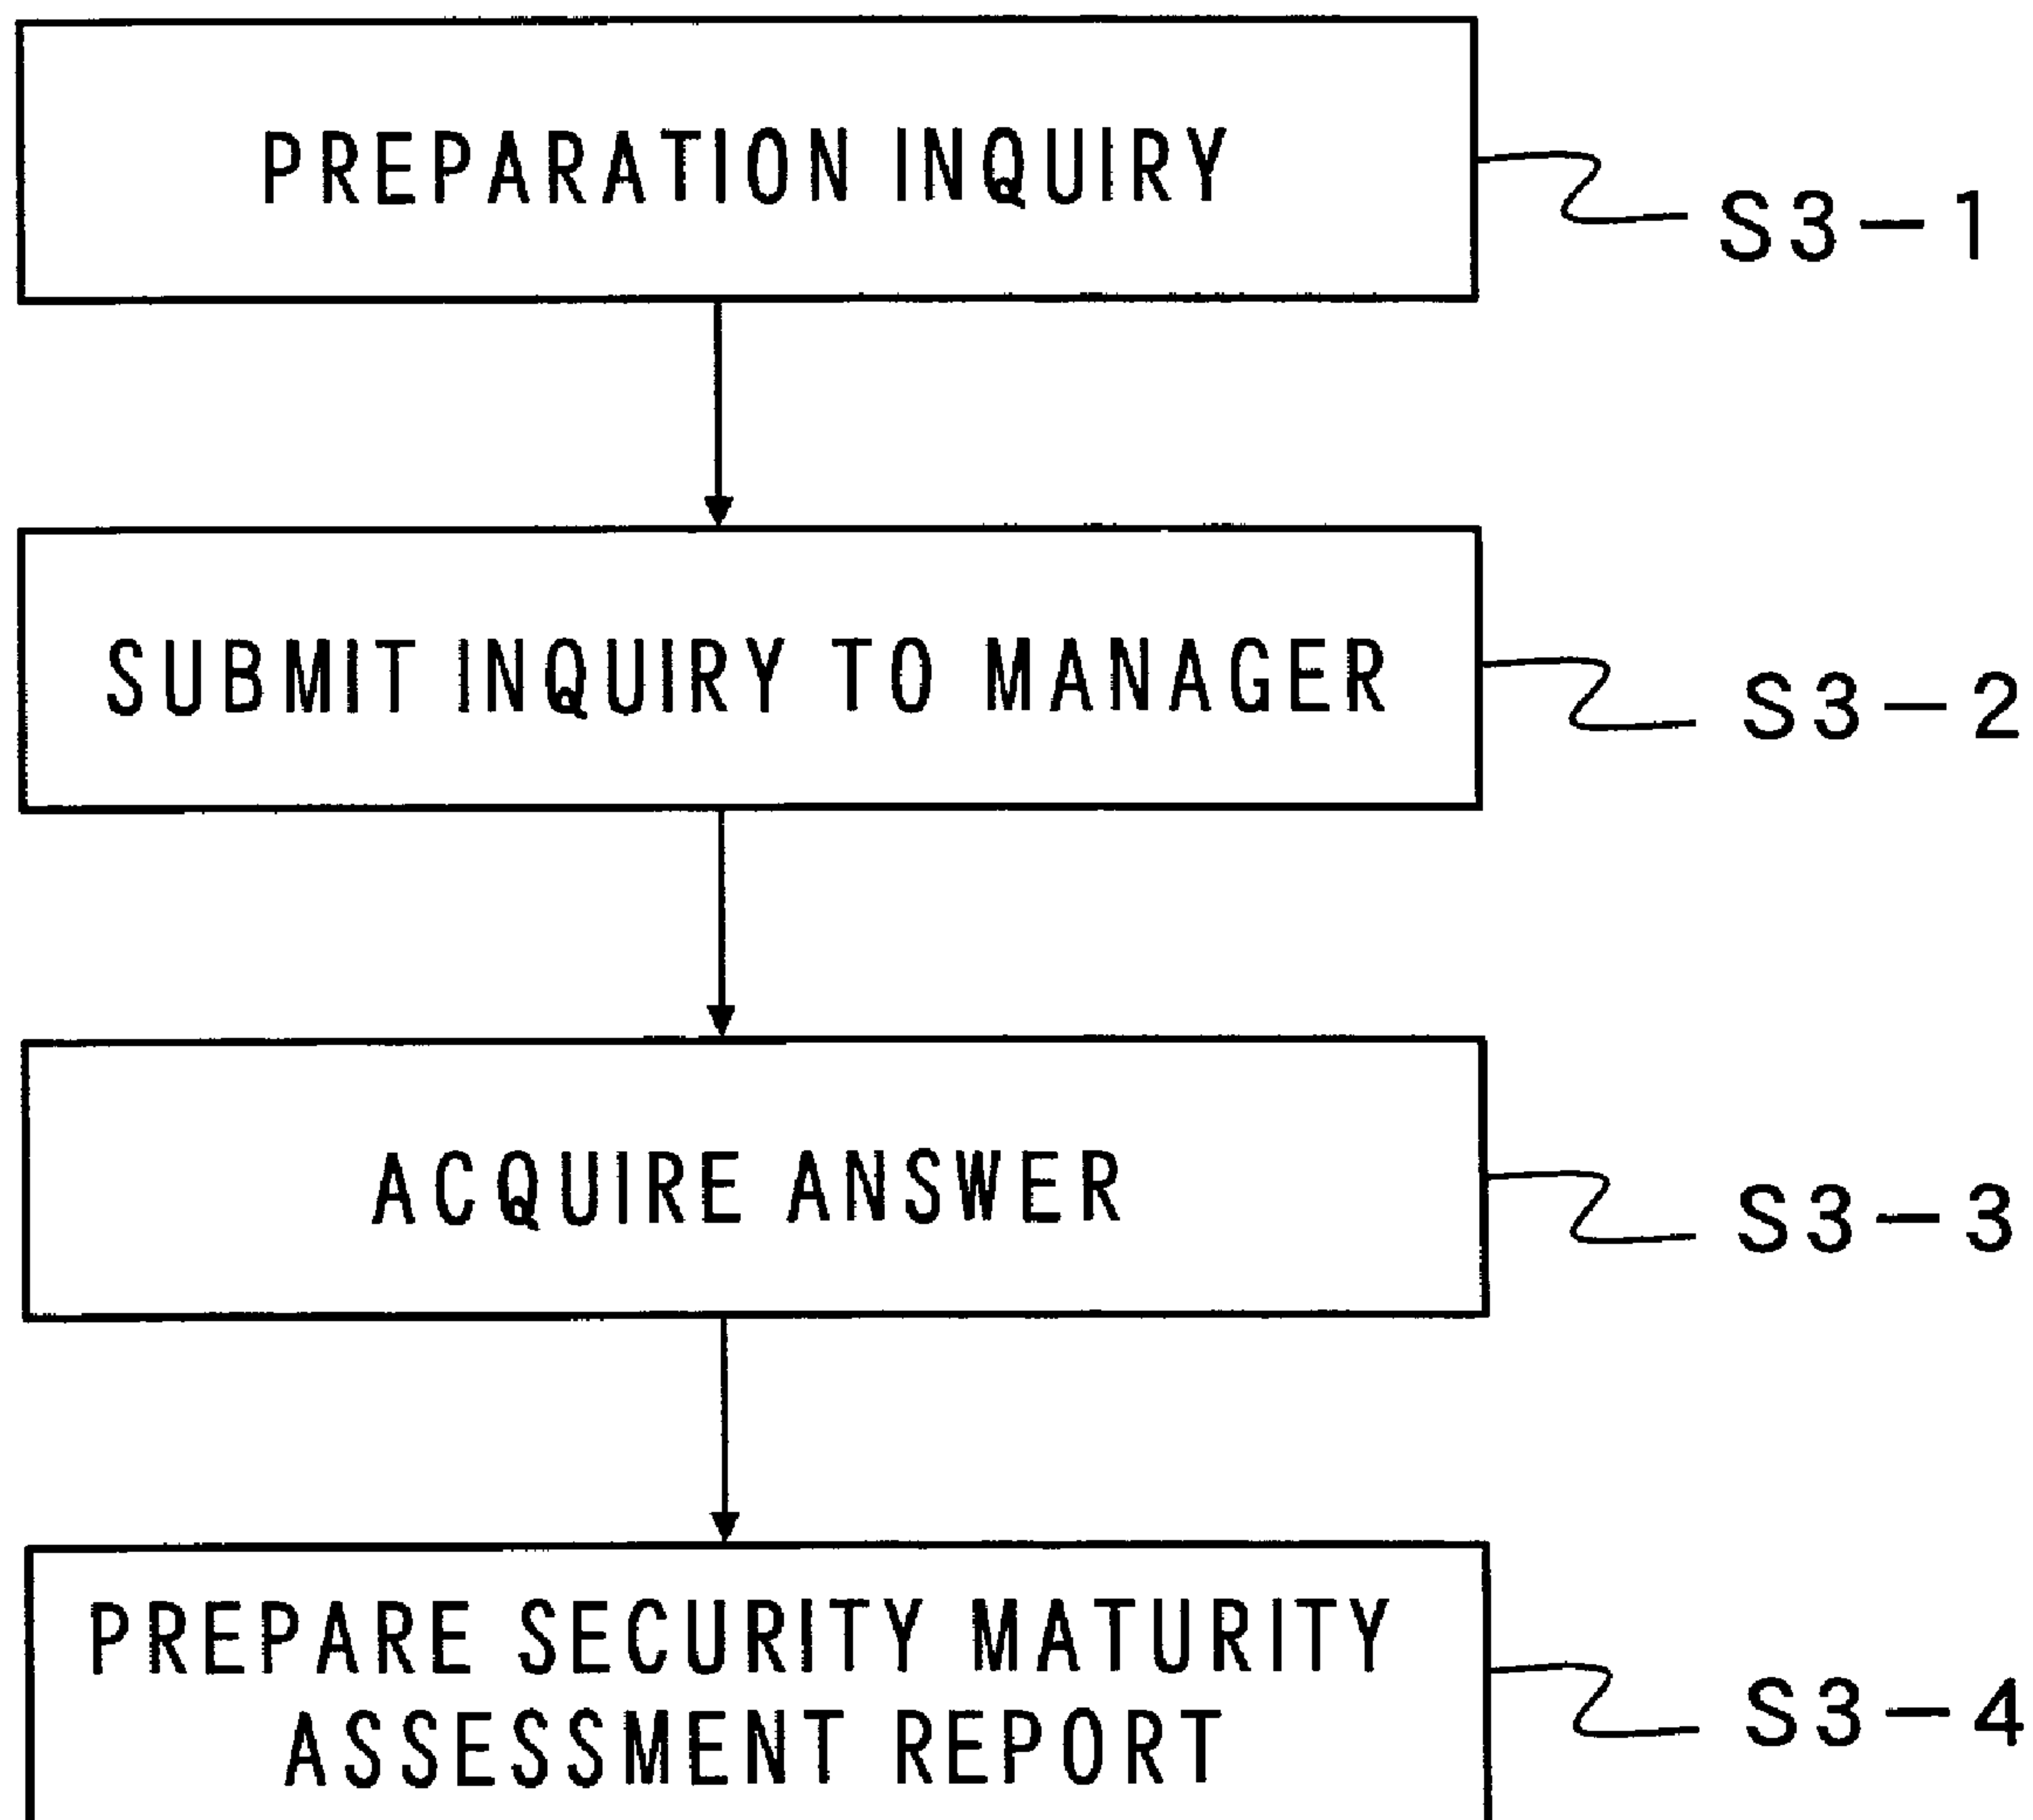 PREPARATION INQUIRY
S3-1
SUBMIT INQUIRY TO MANAGER
S3-2
ACQUIRE ANSWER
S3-3
PREPARE SECURITY MATURITY
ASSESSMENT REPORT
S3-4